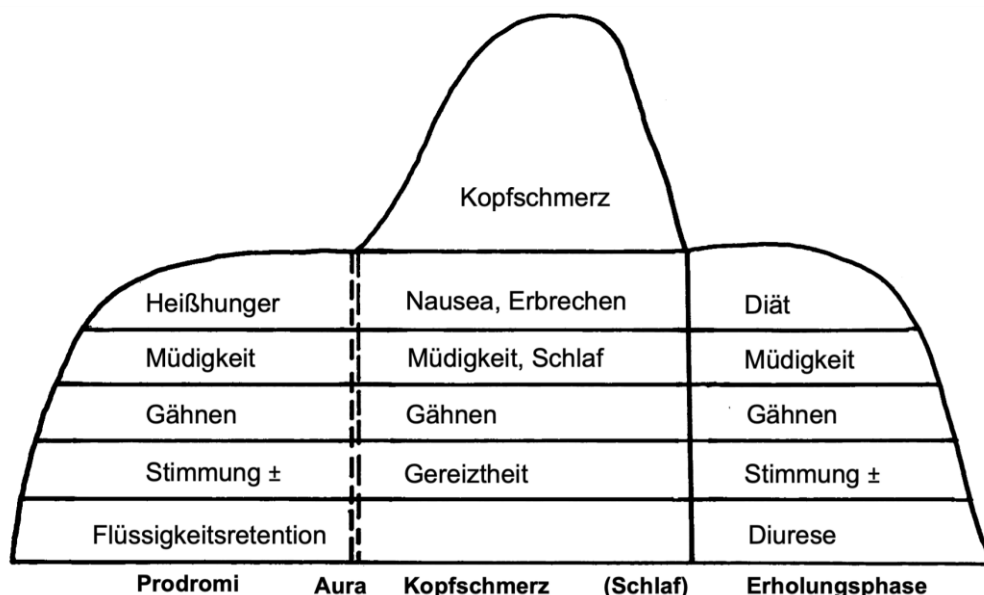 Kopfschmerz
Heißhunger Nausea, Erbrechen Diät
Müdigkeit Müdigkeit, Schlaf Müdigkeit
Gähnen Gähnen Gähnen
Stimmung ± Gereiztheit Stimmung ±
Flüssigkeitsretention Diurese
Prodromi Aura Kopfschmerz (Schlaf) Erholungsphase